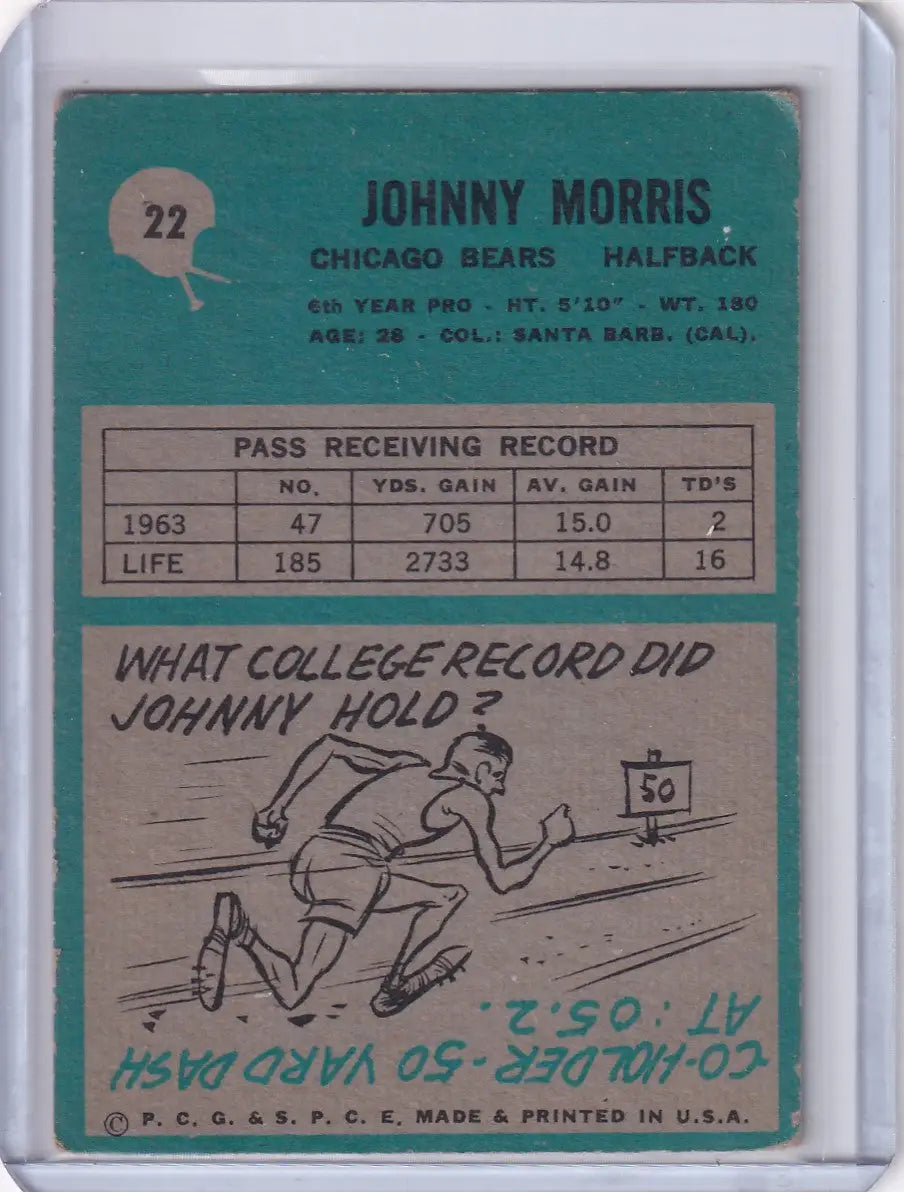 22
JOHNNY MORRIS
CHICAGO BEARS HALFBACK
6th YEAR PRO - HT. 5'10" - WT. 180
AGE: 28 - COL.: SANTA BARB. (CAL).
PASS RECEIVING RECORD
NO. YDS. GAIN AV. GAIN TD'S
1963 47 705 15.0 2
LIFE 185 2733 14.8 16
WHAT COLLEGE RECORD DID
JOHNNY HOLD?
50
CO-HOLDER-50 YARD DASH
AT: 05.2.
© P. C. G. & S. P. C. E. MADE & PRINTED IN U.S.A.